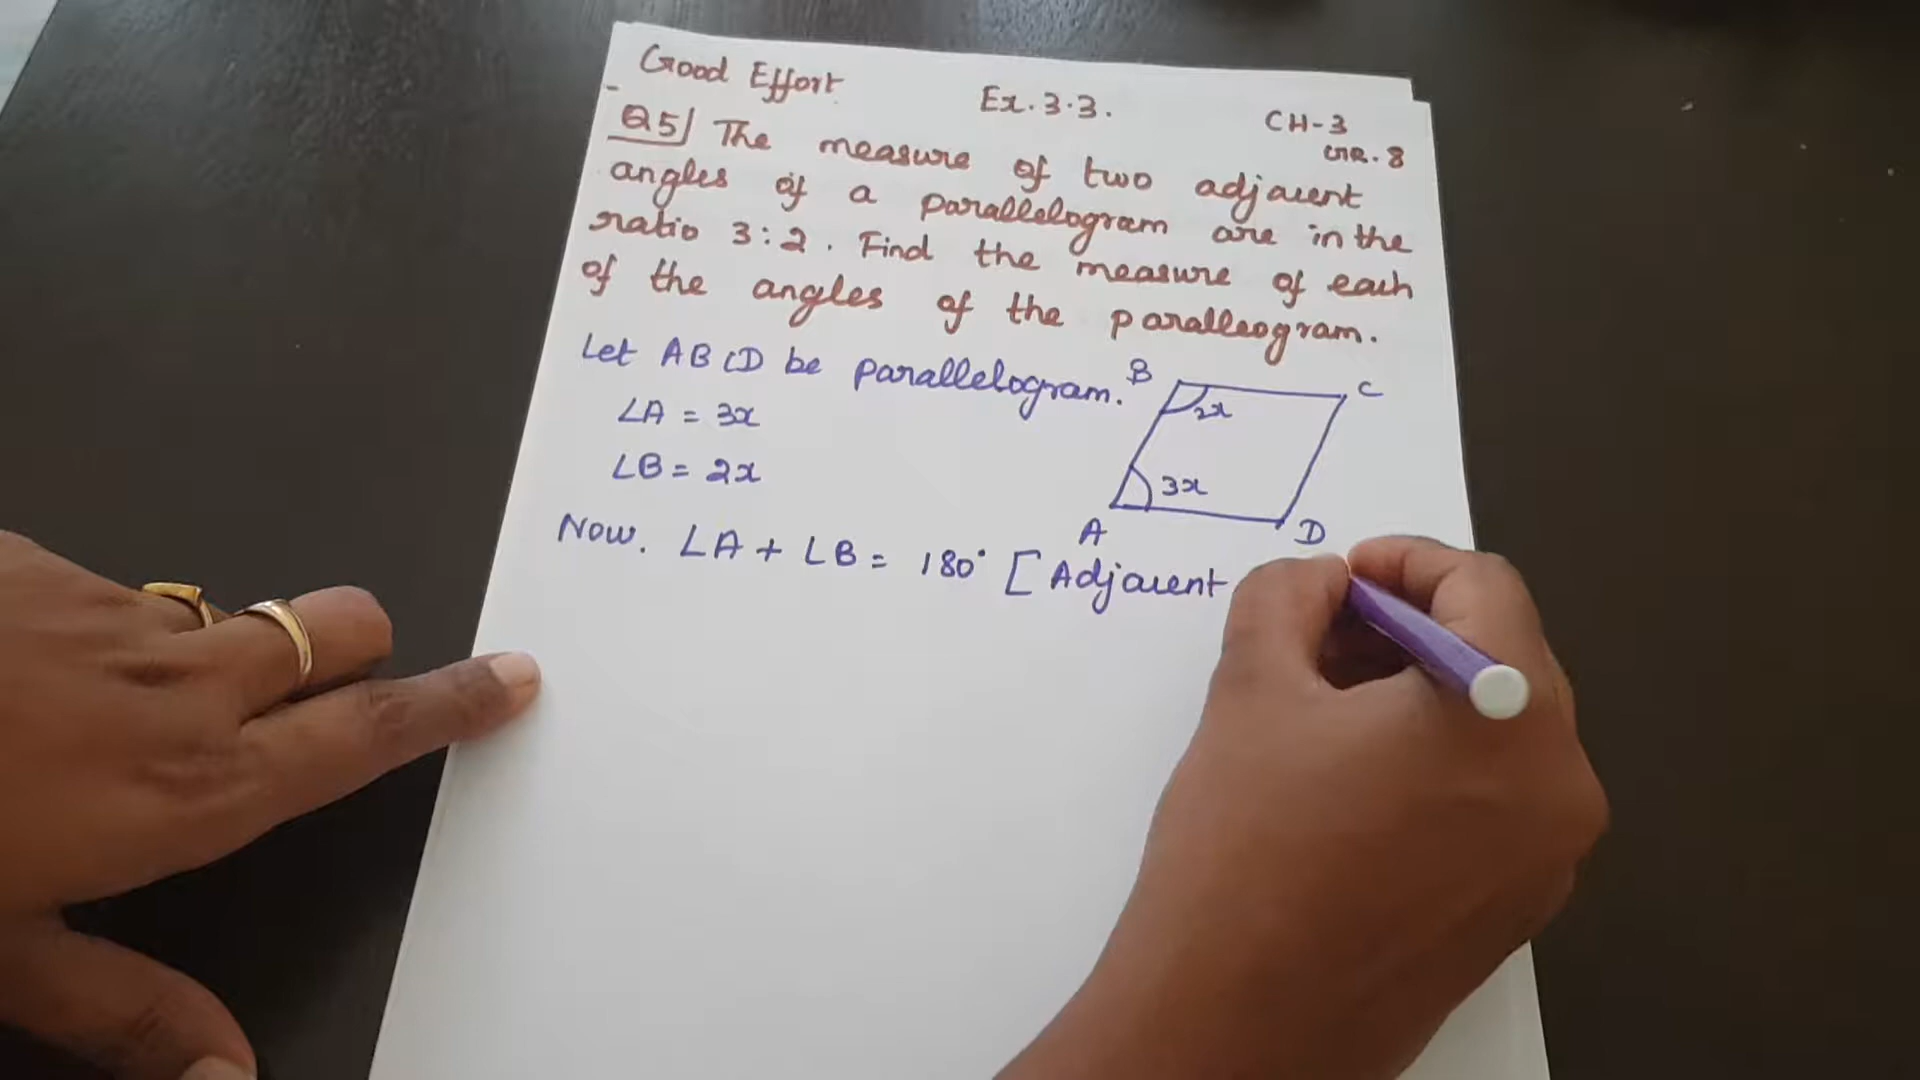 Good Effort
Ex. 3.3.
CH-3
GR. 8
Q5| The measure of two adjacent
angles of a parallelogram are in the
ratio 3:2. Find the measure of each
of the angles of the paralleogram.
Let ABCD be parallelogram.
∠A = 3x
∠B = 2x
B
C
2x
3x
A
D
Now. ∠A + ∠B = 180° [Adjacent